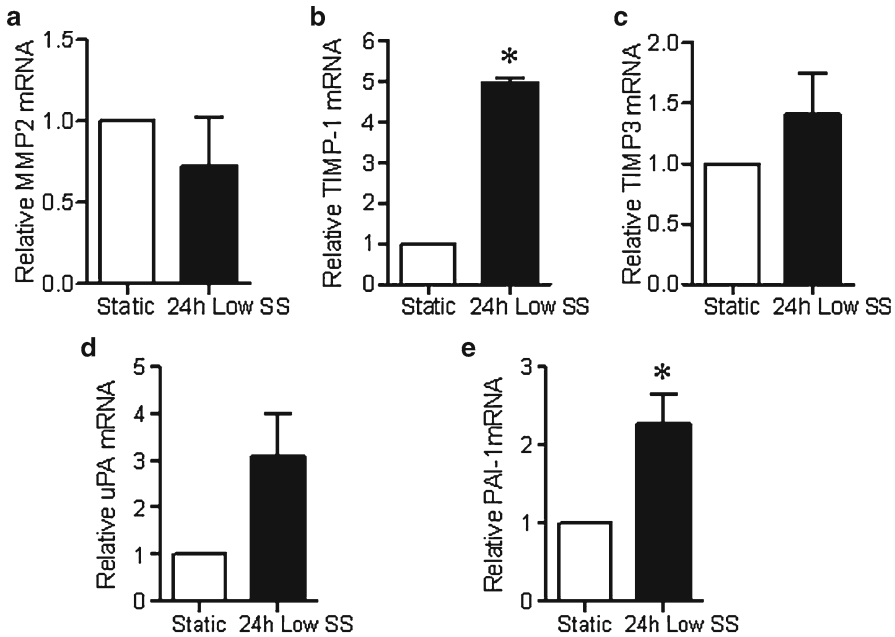 a
Relative MMP2 mRNA
1.5
1.0
0.5
0.0
Static 24h Low SS
b
Relative TIMP-1 mRNA
6
5
4
3
2
1
0
*
Static 24h Low SS
c
Relative TIMP3 mRNA
2.0
1.5
1.0
0.5
0.0
Static 24h Low SS
d
Relative uPA mRNA
5
4
3
2
1
0
Static 24h Low SS
e
Relative PAI-1mRNA
3
2
1
0
*
Static 24h Low SS